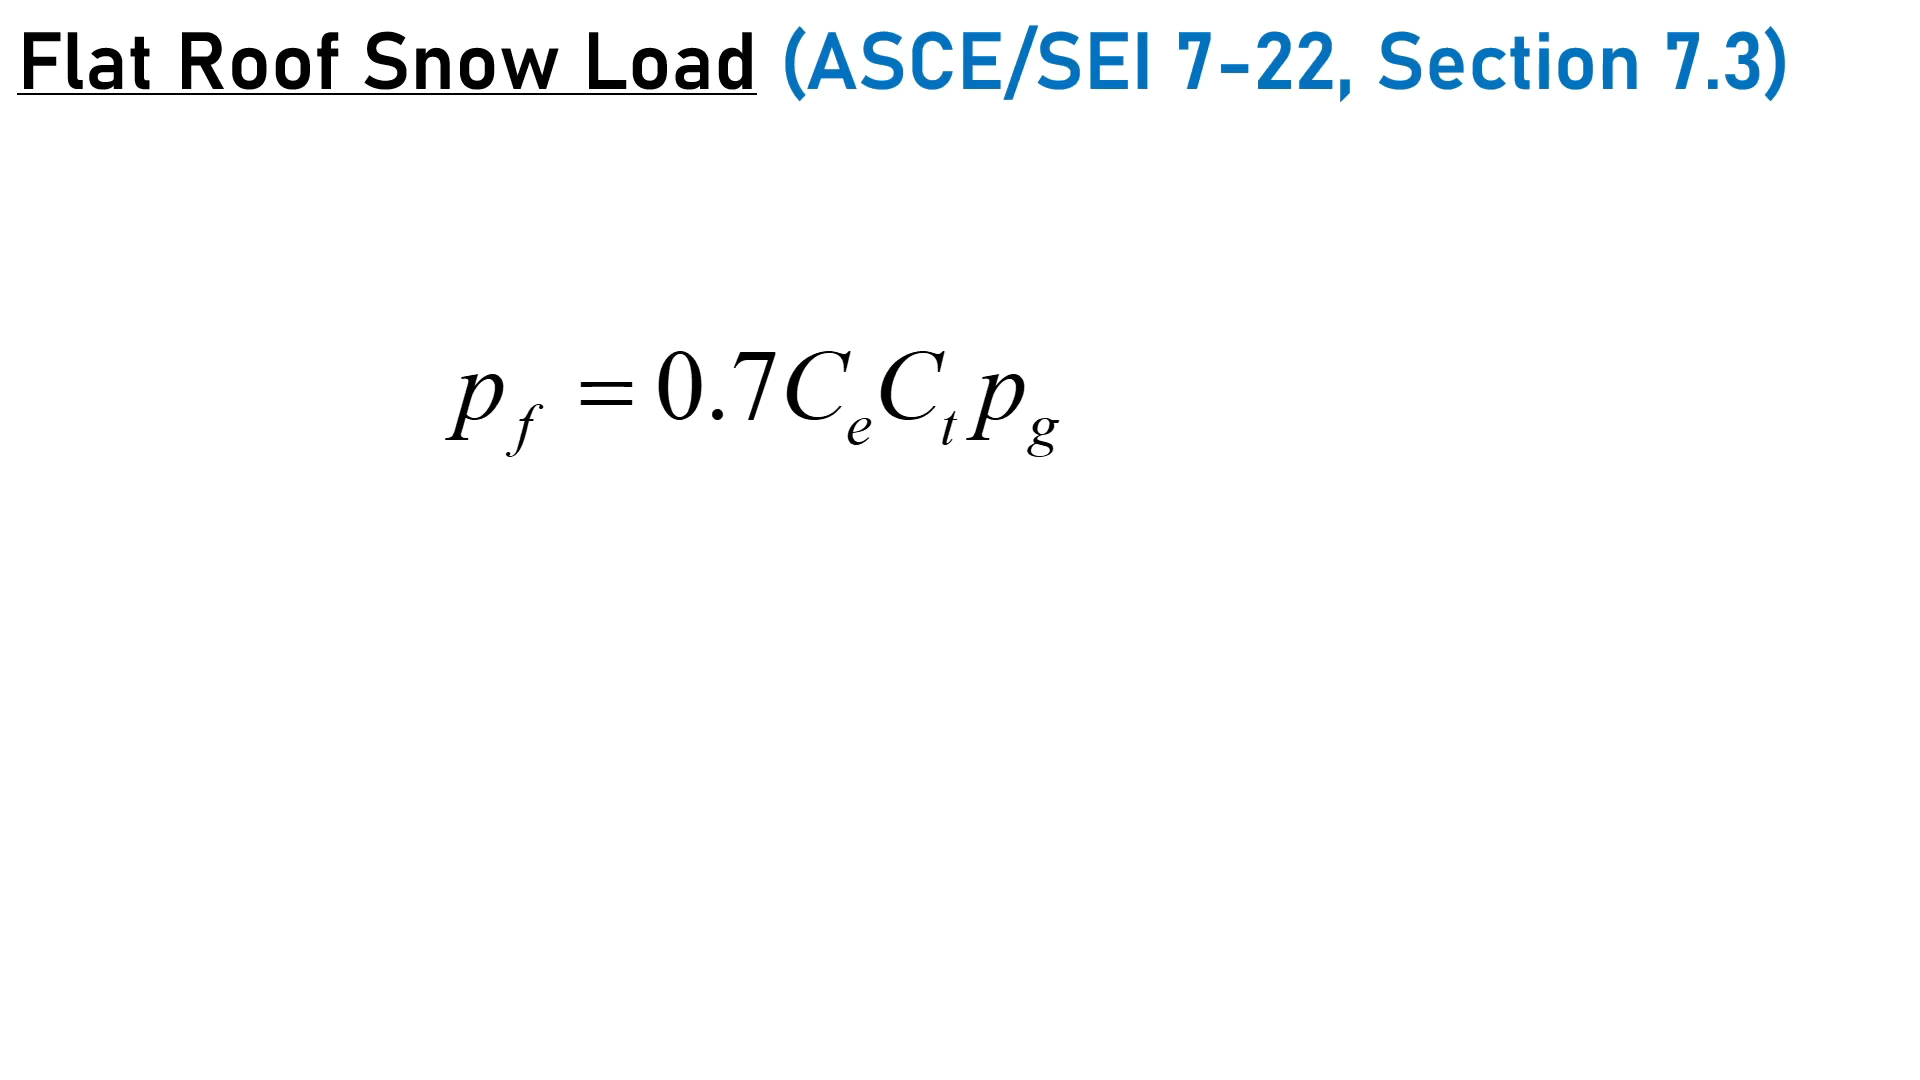 Flat Roof Snow Load (ASCE/SEI 7-22, Section 7.3)
p_f = 0.7C_eC_tp_g